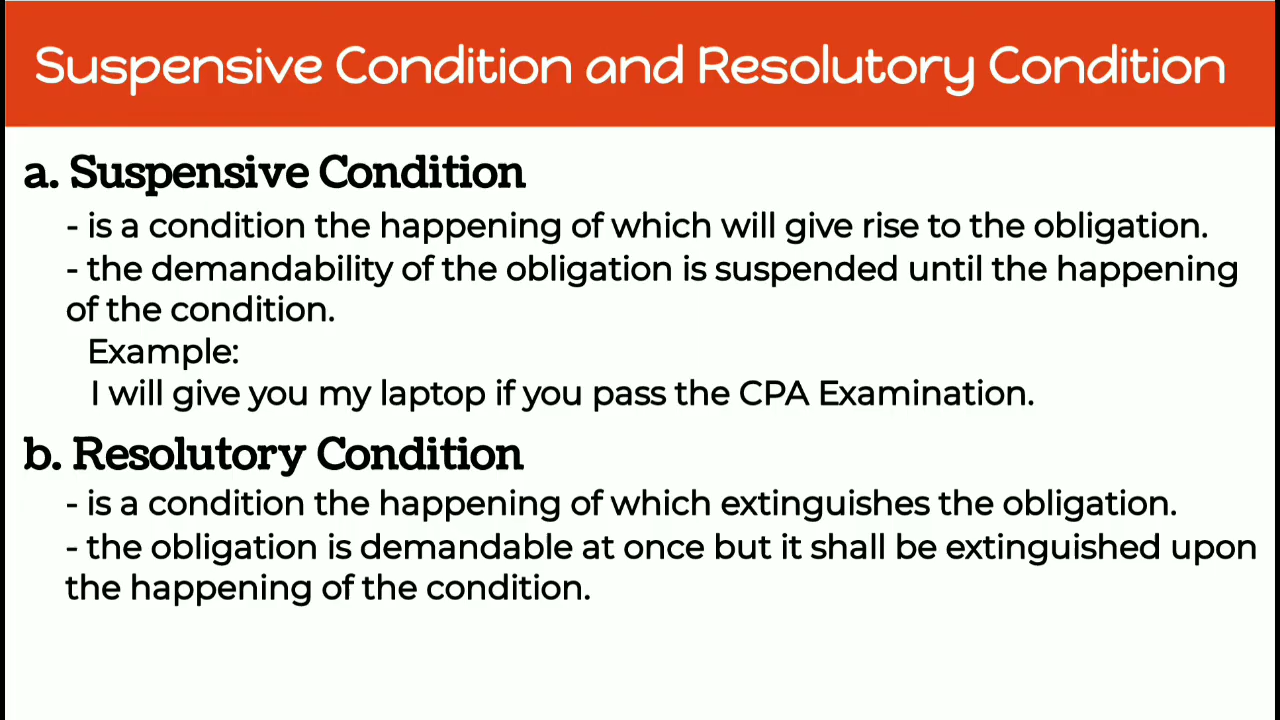 Suspensive Condition and Resolutory Condition
a. Suspensive Condition
- is a condition the happening of which will give rise to the obligation.
- the demandability of the obligation is suspended until the happening
of the condition.
Example:
I will give you my laptop if you pass the CPA Examination.
b. Resolutory Condition
- is a condition the happening of which extinguishes the obligation.
- the obligation is demandable at once but it shall be extinguished upon
the happening of the condition.